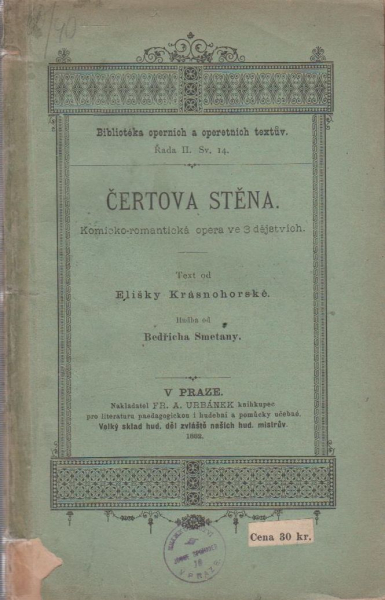 Bibliotéka operních a operetních textův.
Řada II. Sv. 14.
ČERTOVA STĚNA.
Komicko-romantická opera ve 3 dějstvích.
Text od
Elišky Krásnohorské.
Hudba od
Bedřicha Smetany.
V PRAZE.
Nakladatel FR. A. URBÁNEK knihkupec
pro literaturu paedagogickou i hudební a pomůcky učebné.
Velký sklad hud. děl zvláště našich hud. mistrův.
1882.
Cena 30 kr.